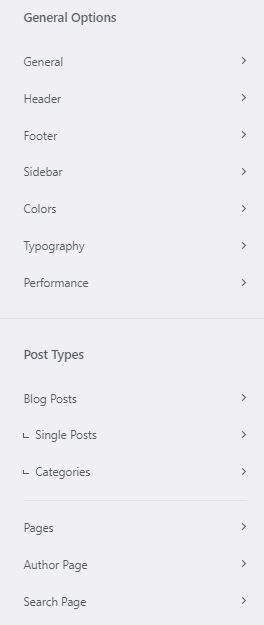 General Options
General
Header
Footer
Sidebar
Colors
Typography
Performance
Post Types
Blog Posts
Single Posts
Categories
Pages
Author Page
Search Page